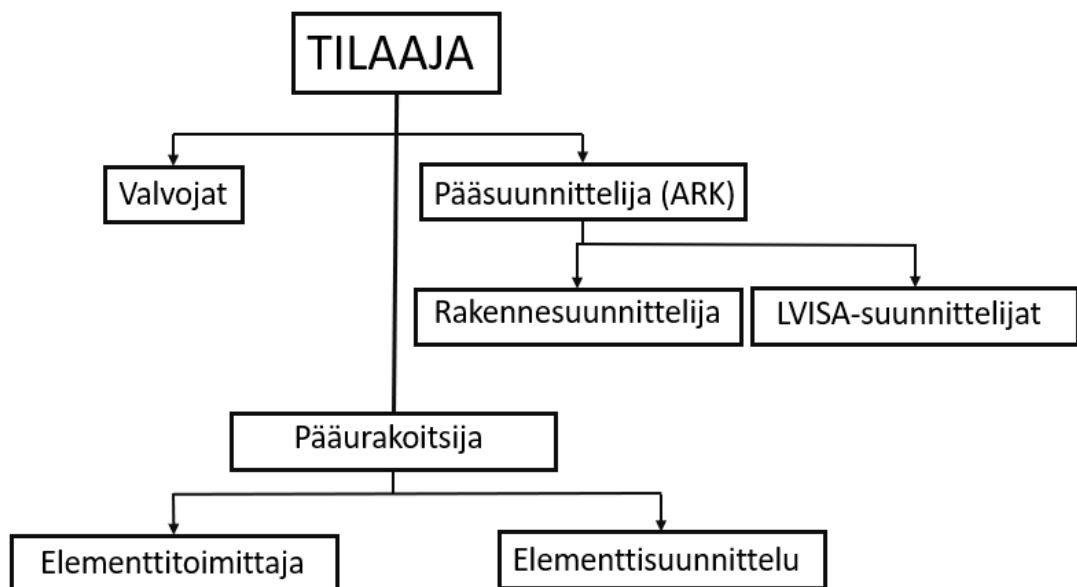 TILAAJA
Valvojat
Pääsuunnittelija (ARK)
Rakennesuunnittelija
LVISA-suunnittelijat
Pääurakoitsija
Elementtitoimittaja
Elementtisuunnittelu